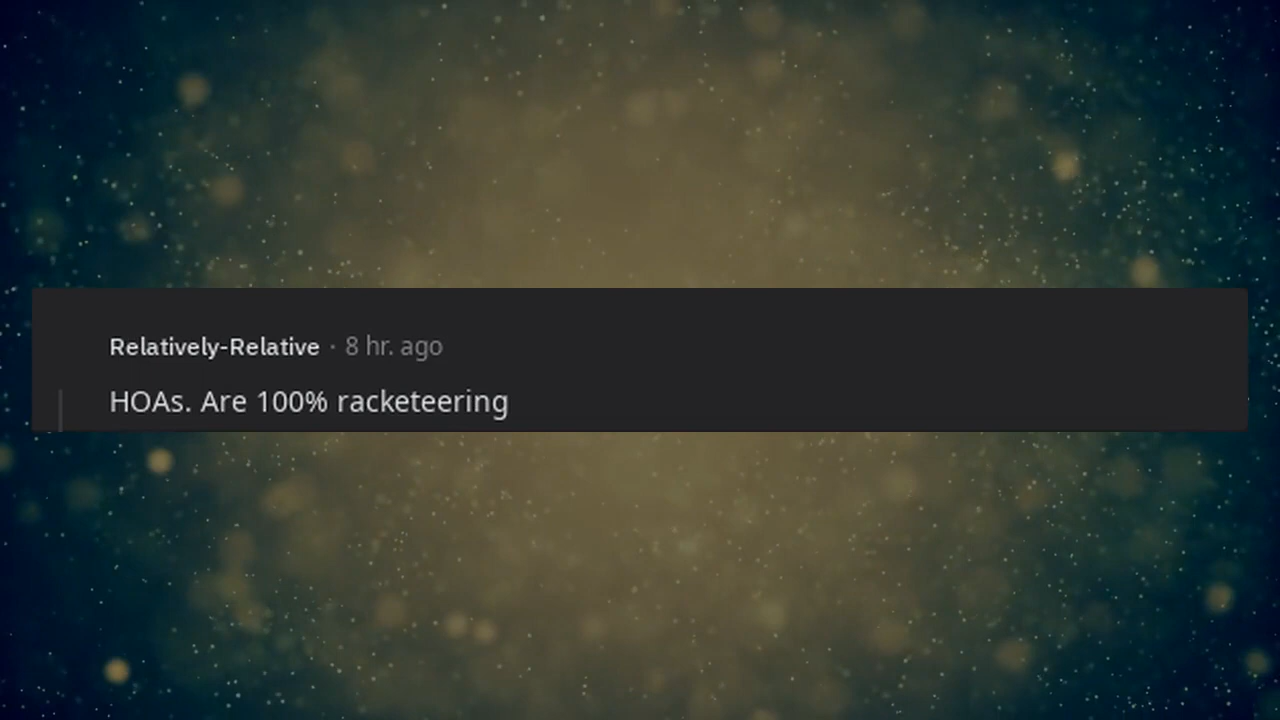 Relatively-Relative · 8 hr. ago
HOAs. Are 100% racketeering